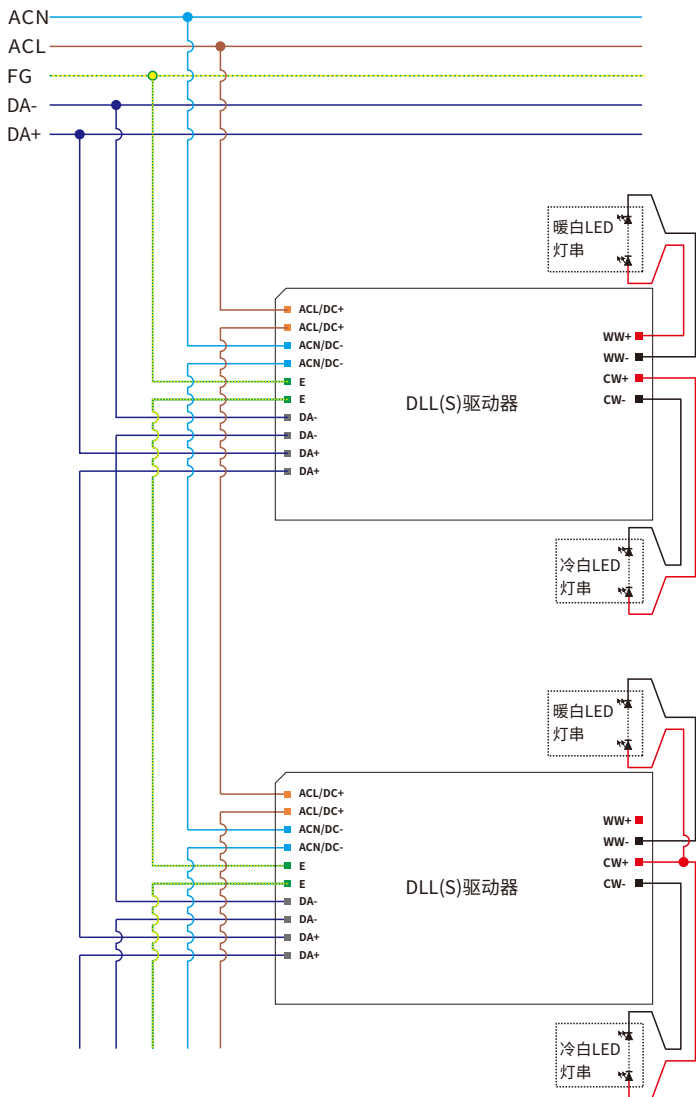 ACN
ACL
FG
DA-
DA+
暖白LED
灯串
ACL/DC+
ACL/DC+
ACN/DC-
ACN/DC-
E
E
DA-
DA-
DA+
DA+
DLL(S)驱动器
WW+
WW-
CW+
CW-
冷白LED
灯串
暖白LED
灯串
ACL/DC+
ACL/DC+
ACN/DC-
ACN/DC-
E
E
DA-
DA-
DA+
DA+
DLL(S)驱动器
WW+
WW-
CW+
CW-
冷白LED
灯串